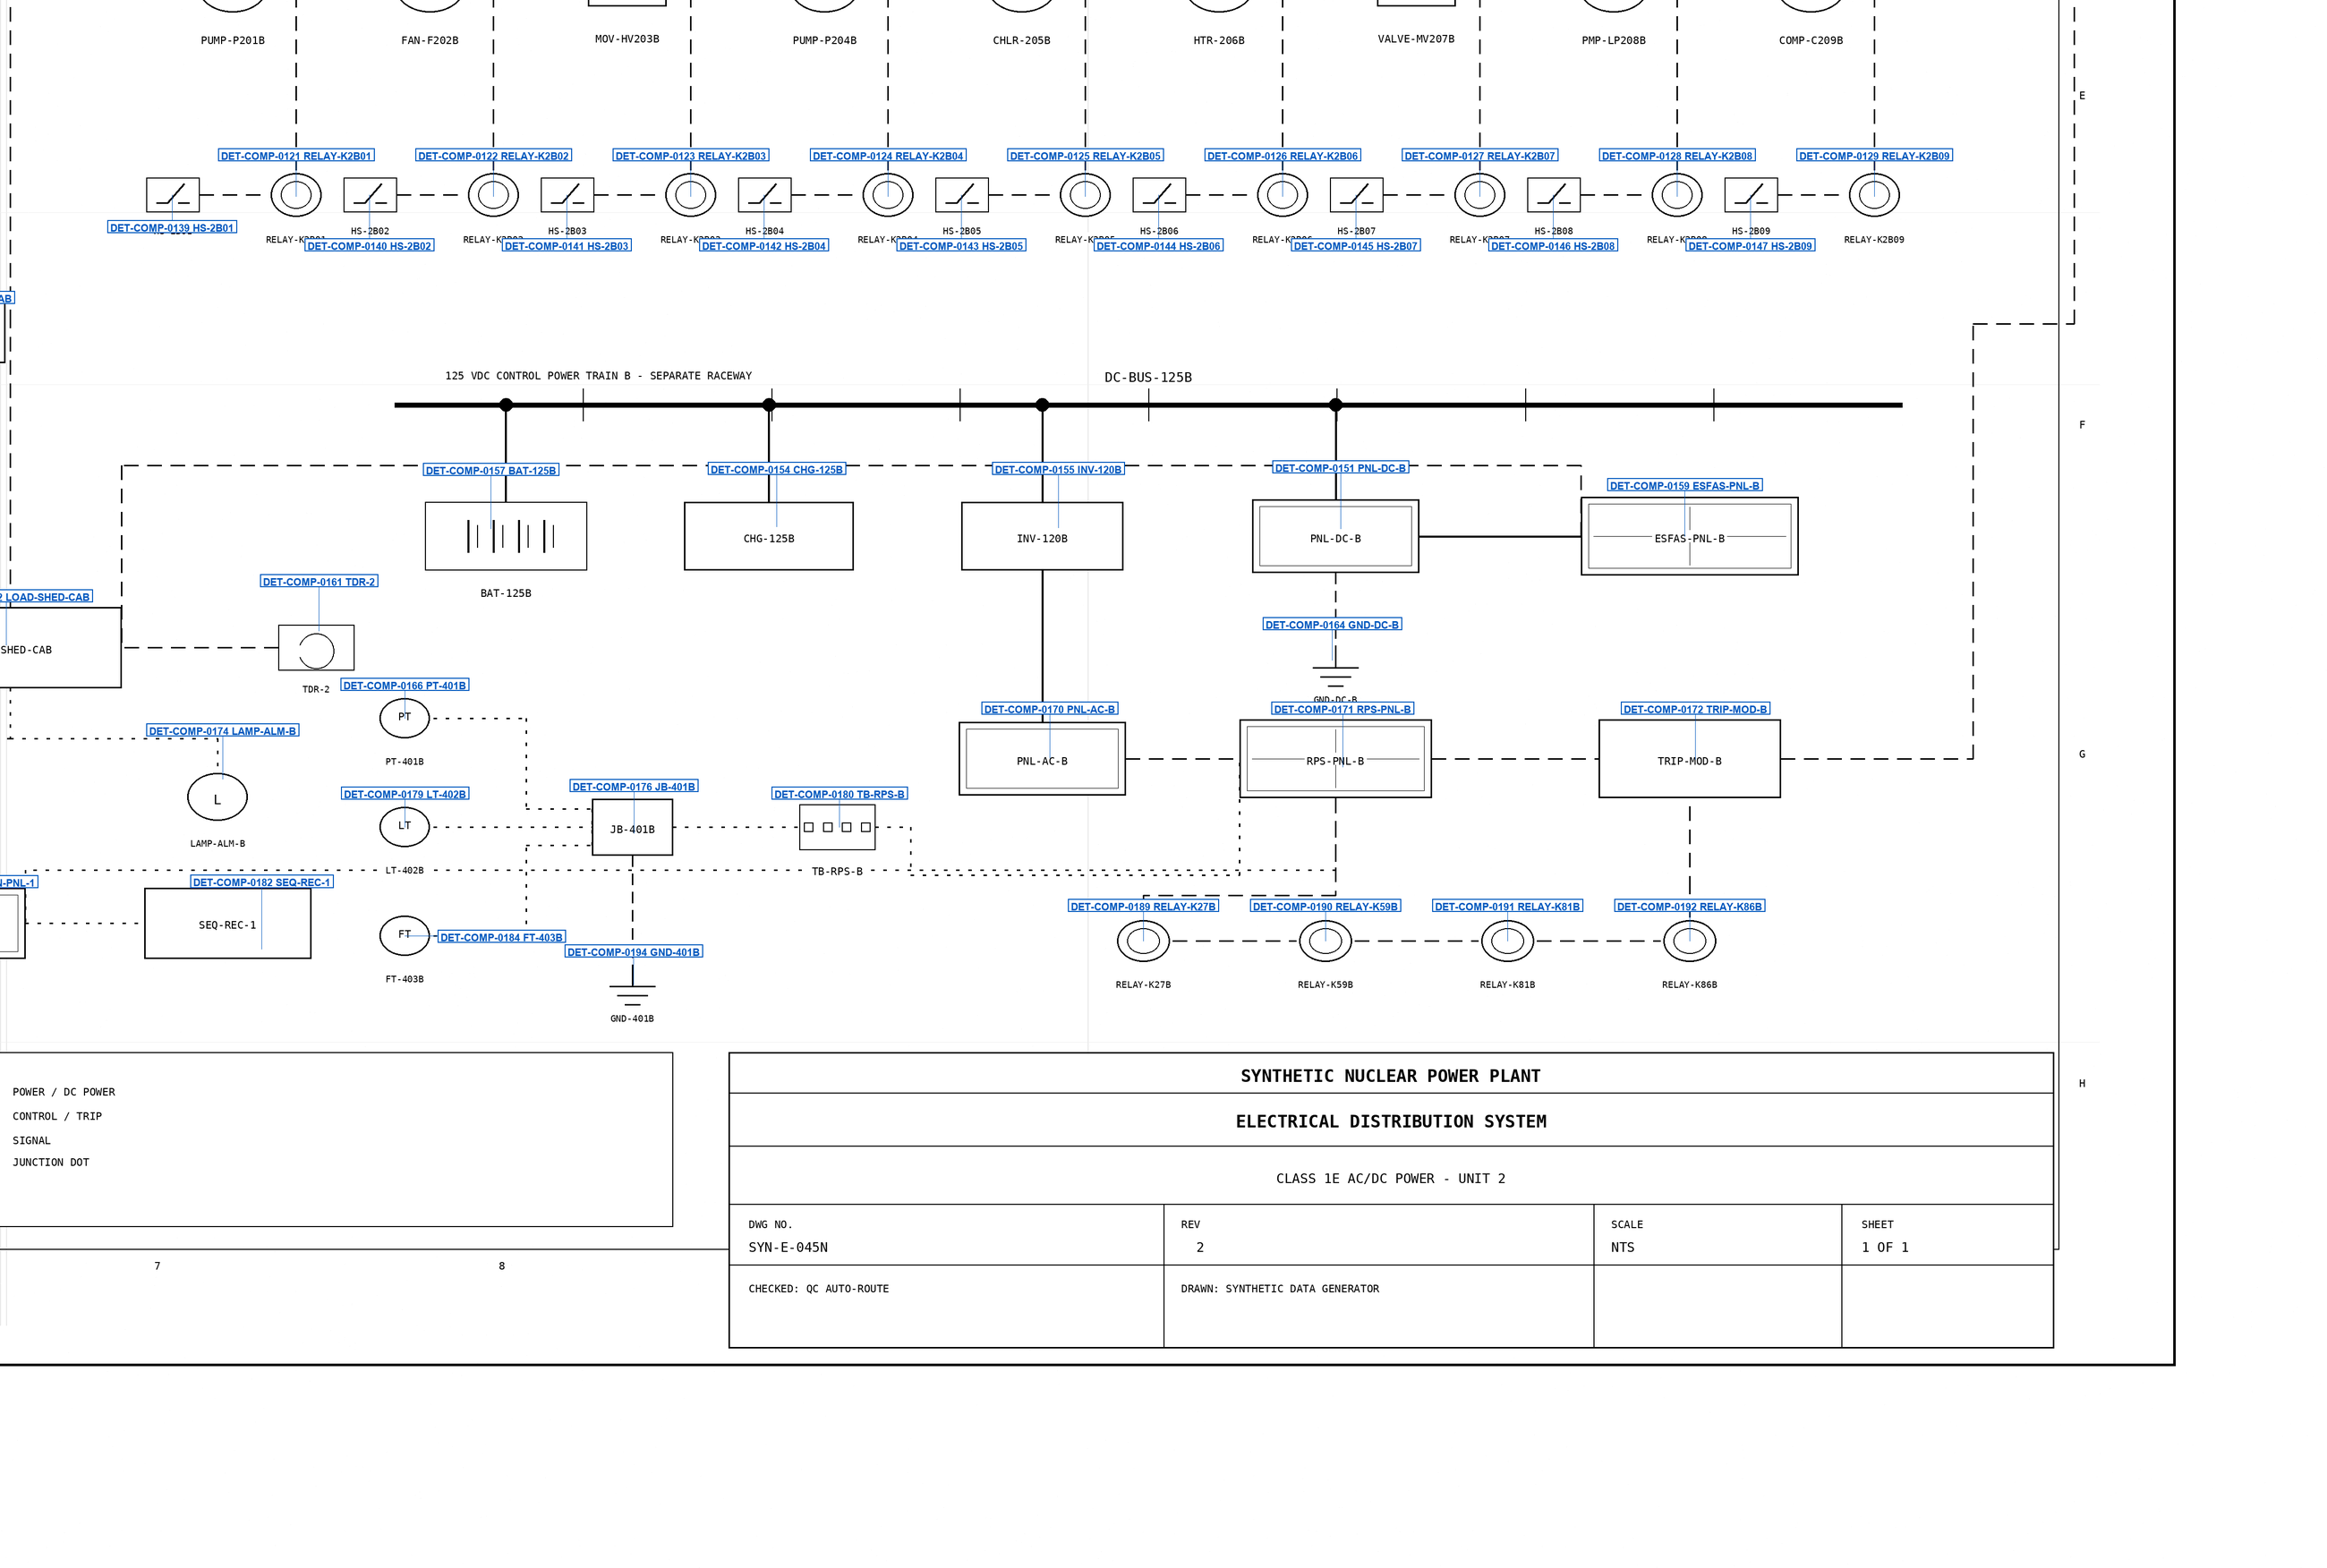 PUMP-P201B
FAN-F202B
MOV-HV203B
PUMP-P204B
CHLR-205B
HTR-206B
VALVE-MV207B
PMP-LP208B
COMP-C209B
E
DET-COMP-0121 RELAY-K2B01
DET-COMP-0122 RELAY-K2B02
DET-COMP-0123 RELAY-K2B03
DET-COMP-0124 RELAY-K2B04
DET-COMP-0125 RELAY-K2B05
DET-COMP-0126 RELAY-K2B06
DET-COMP-0127 RELAY-K2B07
DET-COMP-0128 RELAY-K2B08
DET-COMP-0129 RELAY-K2B09
DET-COMP-0139 HS-2B01
HS-2B02
HS-2B03
HS-2B04
HS-2B05
HS-2B06
HS-2B07
HS-2B08
HS-2B09
RELAY-K2B09
DET-COMP-0140 HS-2B02
DET-COMP-0141 HS-2B03
DET-COMP-0142 HS-2B04
DET-COMP-0143 HS-2B05
DET-COMP-0144 HS-2B06
DET-COMP-0145 HS-2B07
DET-COMP-0146 HS-2B08
DET-COMP-0147 HS-2B09
AB
125 VDC CONTROL POWER TRAIN B - SEPARATE RACEWAY
DC-BUS-125B
F
DET-COMP-0157 BAT-125B
DET-COMP-0154 CHG-125B
DET-COMP-0155 INV-120B
DET-COMP-0151 PNL-DC-B
DET-COMP-0159 ESFAS-PNL-B
CHG-125B
INV-120B
PNL-DC-B
ESFAS-PNL-B
BAT-125B
DET-COMP-0161 TDR-2
2 LOAD-SHED-CAB
SHED-CAB
TDR-2
DET-COMP-0164 GND-DC-B
GND-DC-B
DET-COMP-0166 PT-401B
PT
PT-401B
DET-COMP-0170 PNL-AC-B
DET-COMP-0171 RPS-PNL-B
DET-COMP-0172 TRIP-MOD-B
PNL-AC-B
RPS-PNL-B
TRIP-MOD-B
G
DET-COMP-0174 LAMP-ALM-B
L
LAMP-ALM-B
DET-COMP-0179 LT-402B
LT
LT-402B
DET-COMP-0176 JB-401B
JB-401B
DET-COMP-0180 TB-RPS-B
TB-RPS-B
N-PNL-1
DET-COMP-0182 SEQ-REC-1
SEQ-REC-1
FT
DET-COMP-0184 FT-403B
FT-403B
DET-COMP-0194 GND-401B
GND-401B
DET-COMP-0189 RELAY-K27B
DET-COMP-0190 RELAY-K59B
DET-COMP-0191 RELAY-K81B
DET-COMP-0192 RELAY-K86B
RELAY-K27B
RELAY-K59B
RELAY-K81B
RELAY-K86B
POWER / DC POWER
CONTROL / TRIP
SIGNAL
JUNCTION DOT
H
SYNTHETIC NUCLEAR POWER PLANT
ELECTRICAL DISTRIBUTION SYSTEM
CLASS 1E AC/DC POWER - UNIT 2
DWG NO.
SYN-E-045N
REV
2
SCALE
NTS
SHEET
1 OF 1
CHECKED: QC AUTO-ROUTE
DRAWN: SYNTHETIC DATA GENERATOR
7
8